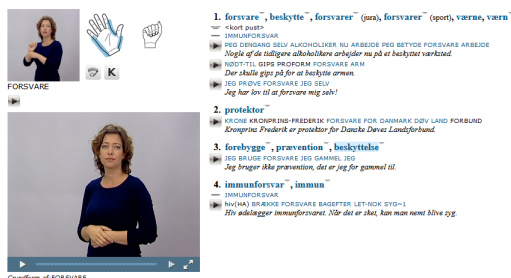 FORSVARE
K
Grundform af:FORSVARE
1. forsvare, beskytte, forsvarer (jura), forsvarer (sport), værne, værn
<kort pust>
IMMUNFORSVAR
PEG DENGANG SELV ALKOHOLIKER NU ARBEJDE PEG BETYDE FORSVARE ARBEJDE
Nogle af de tidligere alkoholikere arbejder nu på et beskyttet værksted.
NØDT-TIL GIPS PROFORM FORSVARE ARM
Der skulle gips på for at beskytte armen.
JEG PRØVE FORSVARE JEG SELV
Jeg har lov til at forsvare mig selv!
2. protektor
KRONE KRONPRINS-FREDERIK FORSVARE FOR DANMARK DØV LAND FORBUND
Kronprins Frederik er protektor for Danske Døves Landsforbund.
3. forebygge, prævention, beskyttelse
JEG BRUGE FORSVARE JEG GAMMEL JEG
Jeg bruger ikke prævention, det er jeg for gammel til.
4. immunforsvar, immun
IMMUNFORSVAR
hiv(HA) BRÆKKE FORSVARE BAGEFTER LET-NOK SYG~1
Hiv ødelægger immunforsvaret. Når det er sket, kan man nemt blive syg.